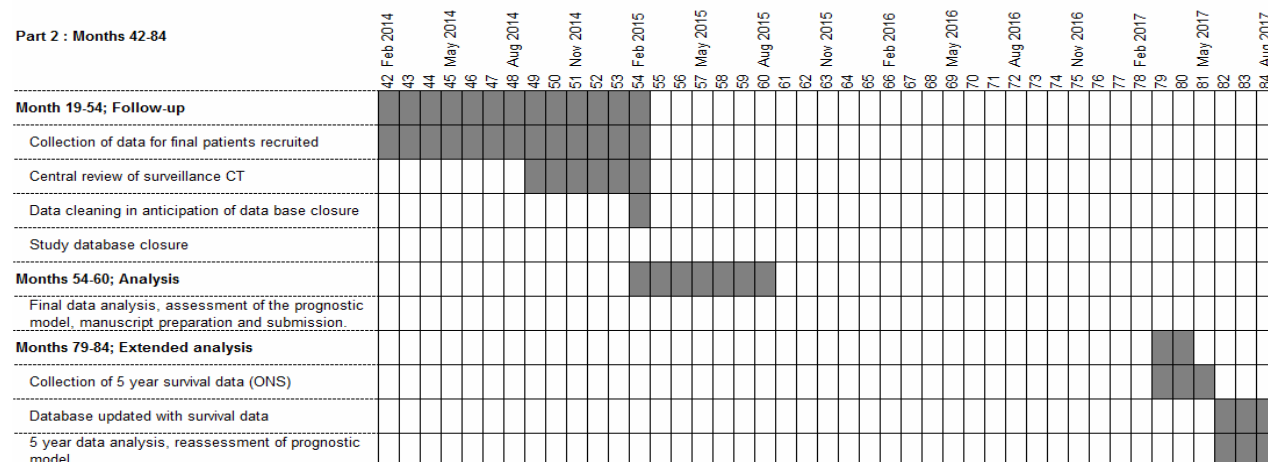 Part 2 : Months 42-84
42 Feb 2014
43
44
45 May 2014
46
47
48 Aug 2014
49
50
51 Nov 2014
52
53
54 Feb 2015
55
56
57 May 2015
58
59
60 Aug 2015
61
62
63 Nov 2015
64
65
66 Feb 2016
67
68
69 May 2016
70
71
72 Aug 2016
73
74
75 Nov 2016
76
77
78 Feb 2017
79
80
81 May 2017
82
83
84 Aug 2017
Month 19-54; Follow-up
Collection of data for final patients recruited
Central review of surveillance CT
Data cleaning in anticipation of data base closure
Study database closure
Months 54-60; Analysis
Final data analysis, assessment of the prognostic
model, manuscript preparation and submission.
Months 79-84; Extended analysis
Collection of 5 year survival data (ONS)
Database updated with survival data
5 year data analysis, reassessment of prognostic
model